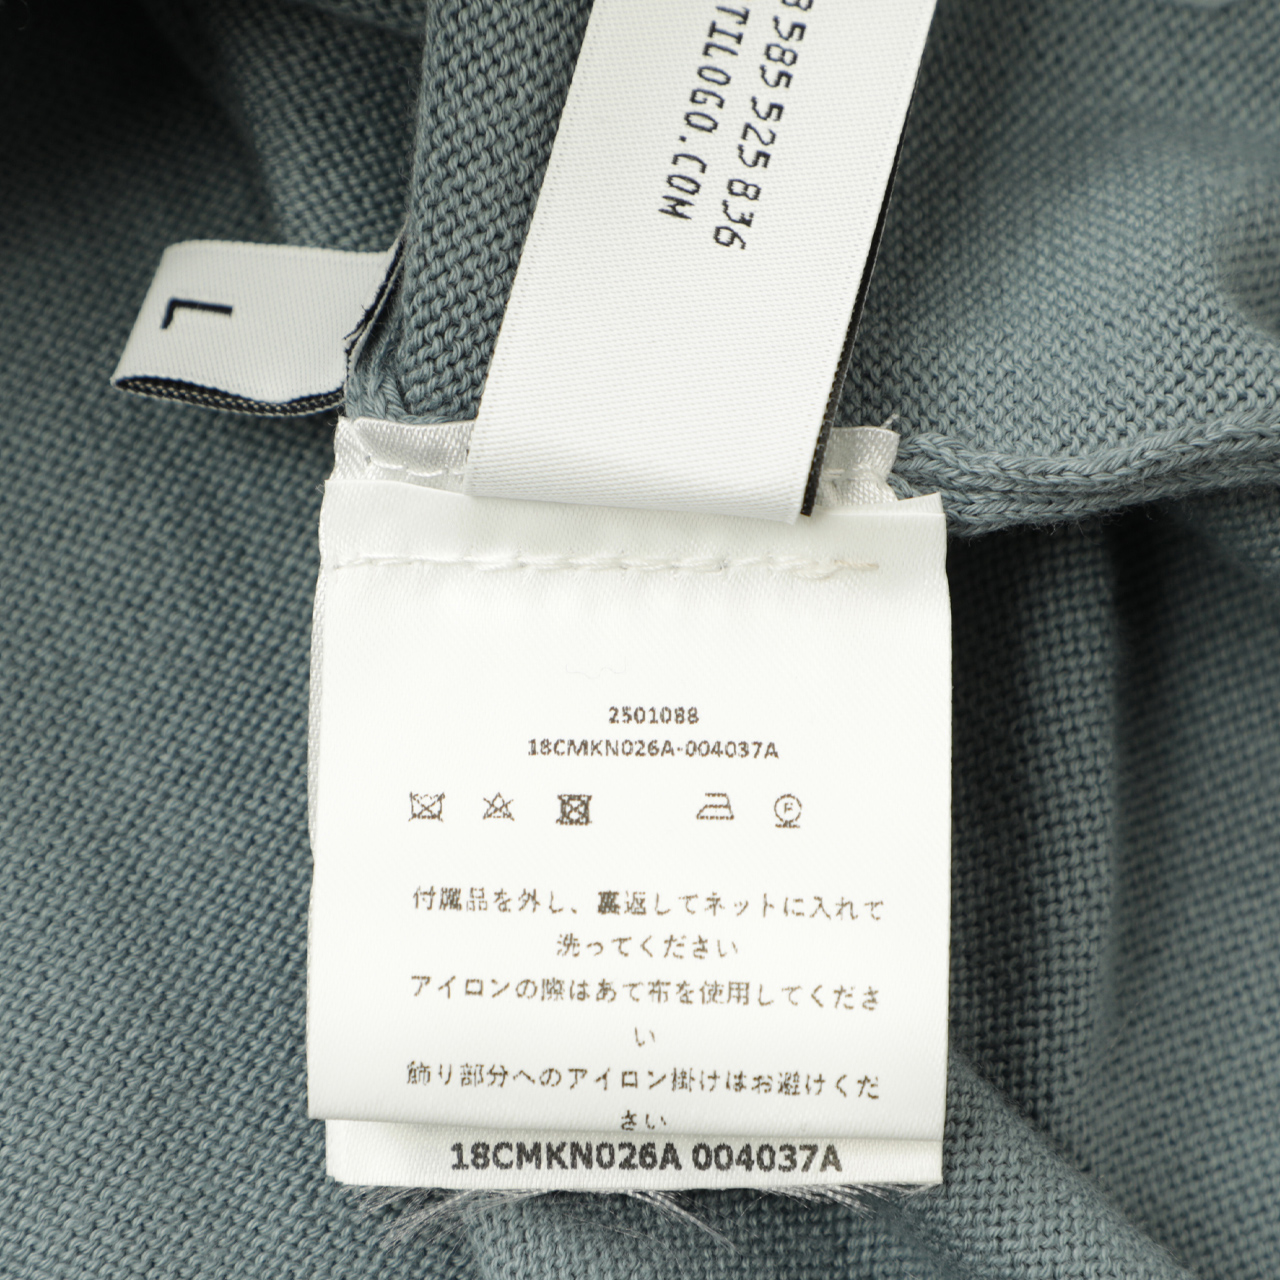 8585 525 836
TILOGO.COM
L
2501088
18CMKN026A-004037A
P
付属品を外し、裏返してネットに入れて
洗ってください
アイロンの際はあて布を使用してくださ
い
飾り部分へのアイロン掛けはお避けくだ
さい
18CMKN026A 004037A